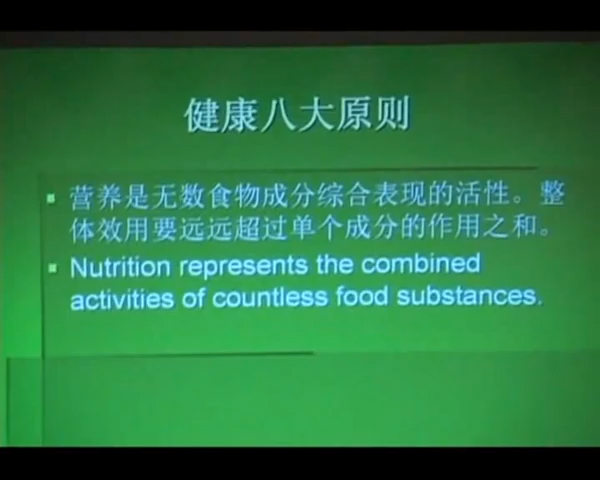 健康八大原则
营养是无数食物成分综合表现的活性。整
体效用要远远超过单个成分的作用之和。
Nutrition represents the combined
activities of countless food substances.